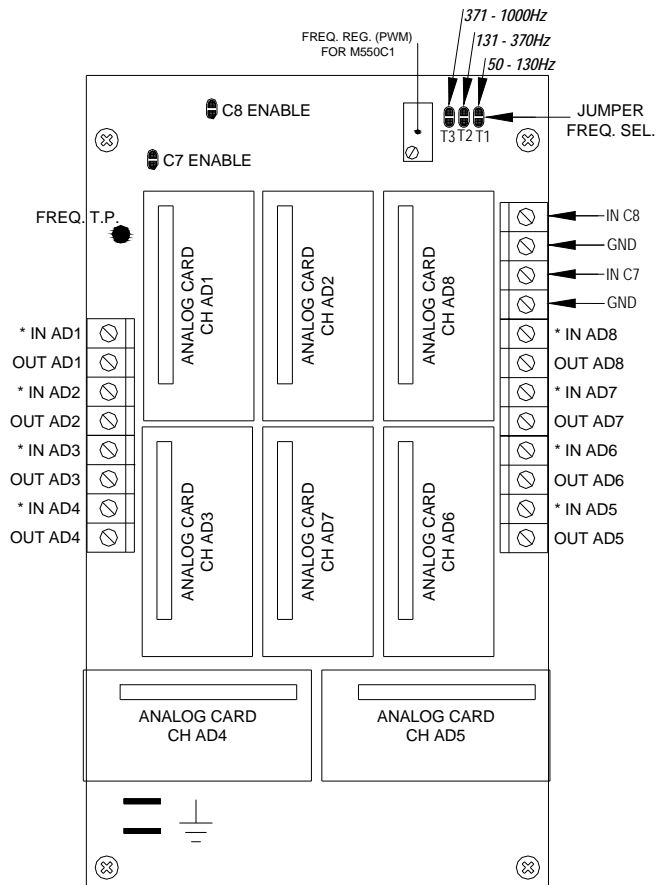 371 - 1000Hz
131 - 370Hz
50 - 130Hz
FREQ. REG. (PWM)
FOR M550C1
C8 ENABLE
T3 T2 T1
JUMPER
FREQ. SEL.
C7 ENABLE
FREQ. T.P.
ANALOG CARD
CH AD1
ANALOG CARD
CH AD2
ANALOG CARD
CH AD8
IN C8
GND
IN C7
GND
* IN AD1
OUT AD1
* IN AD2
OUT AD2
* IN AD3
OUT AD3
* IN AD4
OUT AD4
* IN AD8
OUT AD8
* IN AD7
OUT AD7
* IN AD6
OUT AD6
* IN AD5
OUT AD5
ANALOG CARD
CH AD3
ANALOG CARD
CH AD7
ANALOG CARD
CH AD6
ANALOG CARD
CH AD4
ANALOG CARD
CH AD5